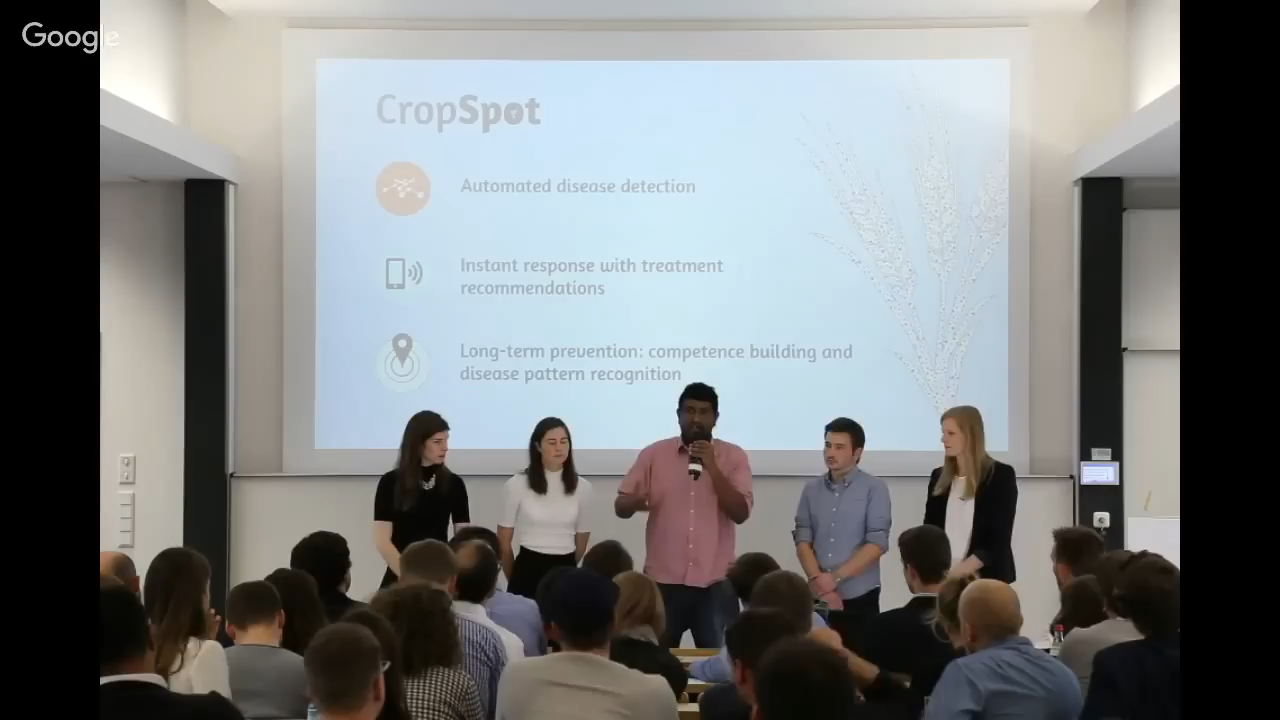 Google
CropSpot
Automated disease detection
Instant response with treatment
recommendations
Long-term prevention: competence building and
disease pattern recognition